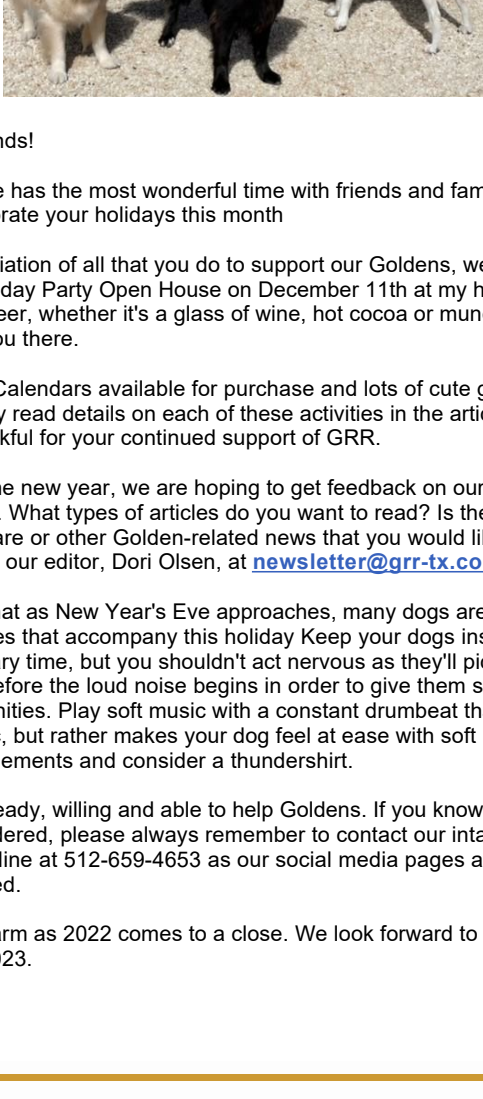 nds!
e has the most wonderful time with friends and fam
rate your holidays this month
iation of all that you do to support our Goldens, we
day Party Open House on December 11th at my h
eer, whether it's a glass of wine, hot cocoa or mun
ou there.
Calendars available for purchase and lots of cute g
y read details on each of these activities in the arti
kful for your continued support of GRR.
he new year, we are hoping to get feedback on our
. What types of articles do you want to read? Is the
are or other Golden-related news that you would li
our editor, Dori Olsen, at newsletter@grr-tx.co
hat as New Year's Eve approaches, many dogs are
es that accompany this holiday Keep your dogs ins
ary time, but you shouldn't act nervous as they'll pi
efore the loud noise begins in order to give them s
nities. Play soft music with a constant drumbeat th
, but rather makes your dog feel at ease with soft
ements and consider a thundershirt.
eady, willing and able to help Goldens. If you know
dered, please always remember to contact our inta
line at 512-659-4653 as our social media pages a
ed.
arm as 2022 comes to a close. We look forward to
023.